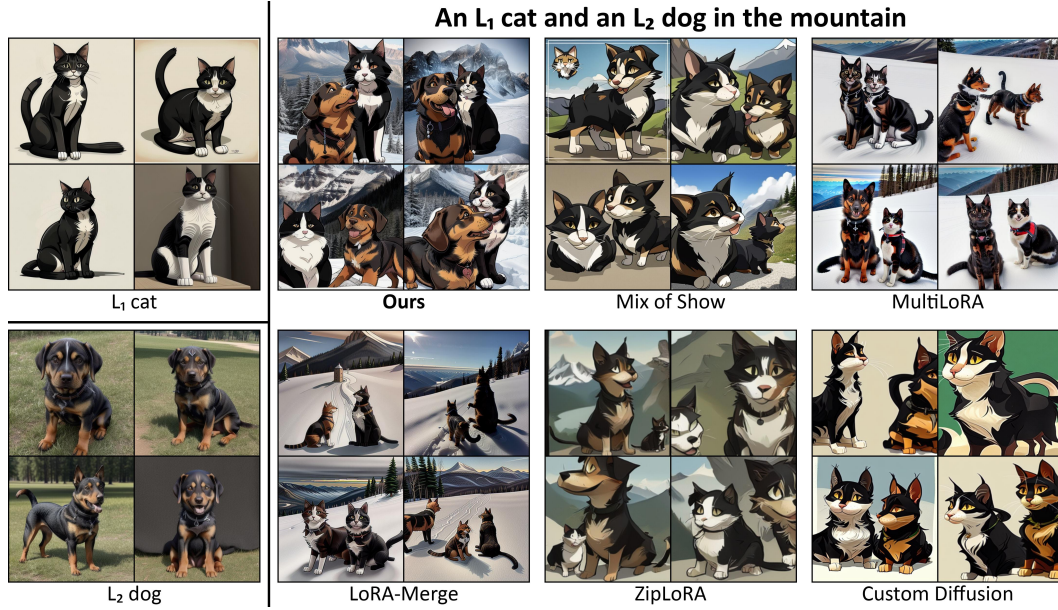 An L₁ cat and an L₂ dog in the mountain
L₁ cat
Ours
Mix of Show
MultiLoRA
L₂ dog
LoRA-Merge
ZipLoRA
Custom Diffusion